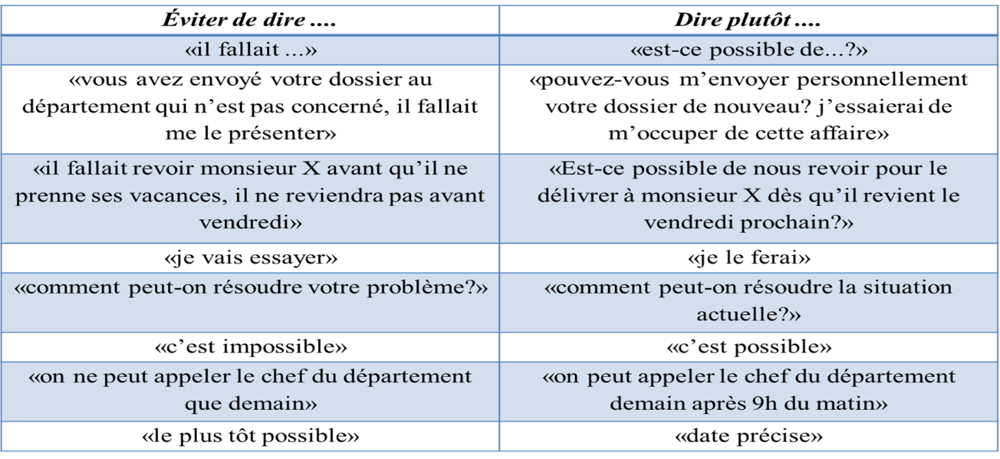 Éviter de dire ....
Dire plutôt ....
«il fallait ...»
«est-ce possible de...?»
«vous avez envoyé votre dossier au
département qui n’est pas concerné, il fallait
me le présenter»
«pouvez-vous m’envoyer personnellement
votre dossier de nouveau? j’essaierai de
m’occuper de cette affaire»
«il fallait revoir monsieur X avant qu’il ne
prenne ses vacances, il ne reviendra pas avant
vendredi»
«Est-ce possible de nous revoir pour le
délivrer à monsieur X dès qu’il revient le
vendredi prochain?»
«je vais essayer»
«je le ferai»
«comment peut-on résoudre votre problème?»
«comment peut-on résoudre la situation
actuelle?»
«c’est impossible»
«c’est possible»
«on ne peut appeler le chef du département
que demain»
«on peut appeler le chef du département
demain après 9h du matin»
«le plus tôt possible»
«date précise»